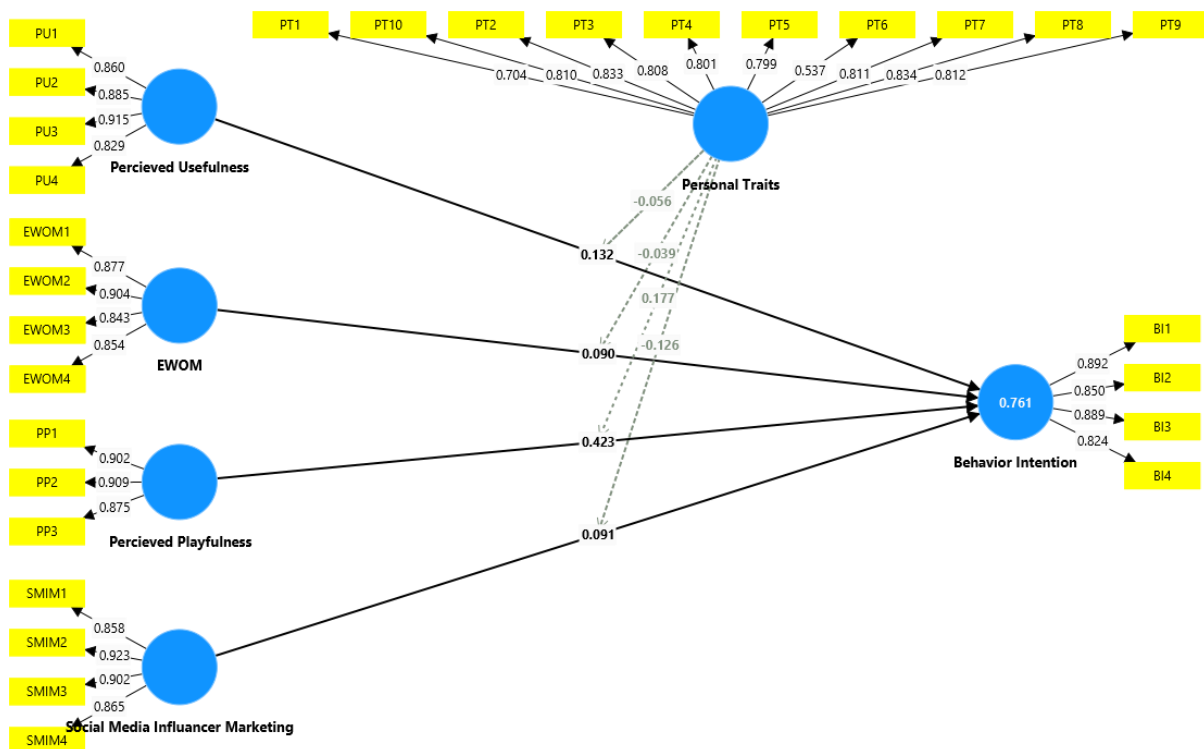 PT1
PT10
PT2
PT3
PT4
PT5
PT6
PT7
PT8
PT9
0.704
0.810
0.833
0.808
0.801
0.799
0.537
0.811
0.834
0.812
Personal Traits
PU1
PU2
PU3
PU4
0.860
0.885
0.915
0.829
Percieved Usefulness
EWOM1
EWOM2
EWOM3
EWOM4
0.877
0.904
0.843
0.854
EWOM
PP1
PP2
PP3
0.902
0.909
0.875
Percieved Playfulness
SMIM1
SMIM2
SMIM3
SMIM4
0.858
0.923
0.902
0.865
Social Media Influancer Marketing
-0.056
-0.039
0.177
-0.126
0.132
0.090
0.423
0.091
0.761
Behavior Intention
0.892
0.850
0.889
0.824
BI1
BI2
BI3
BI4